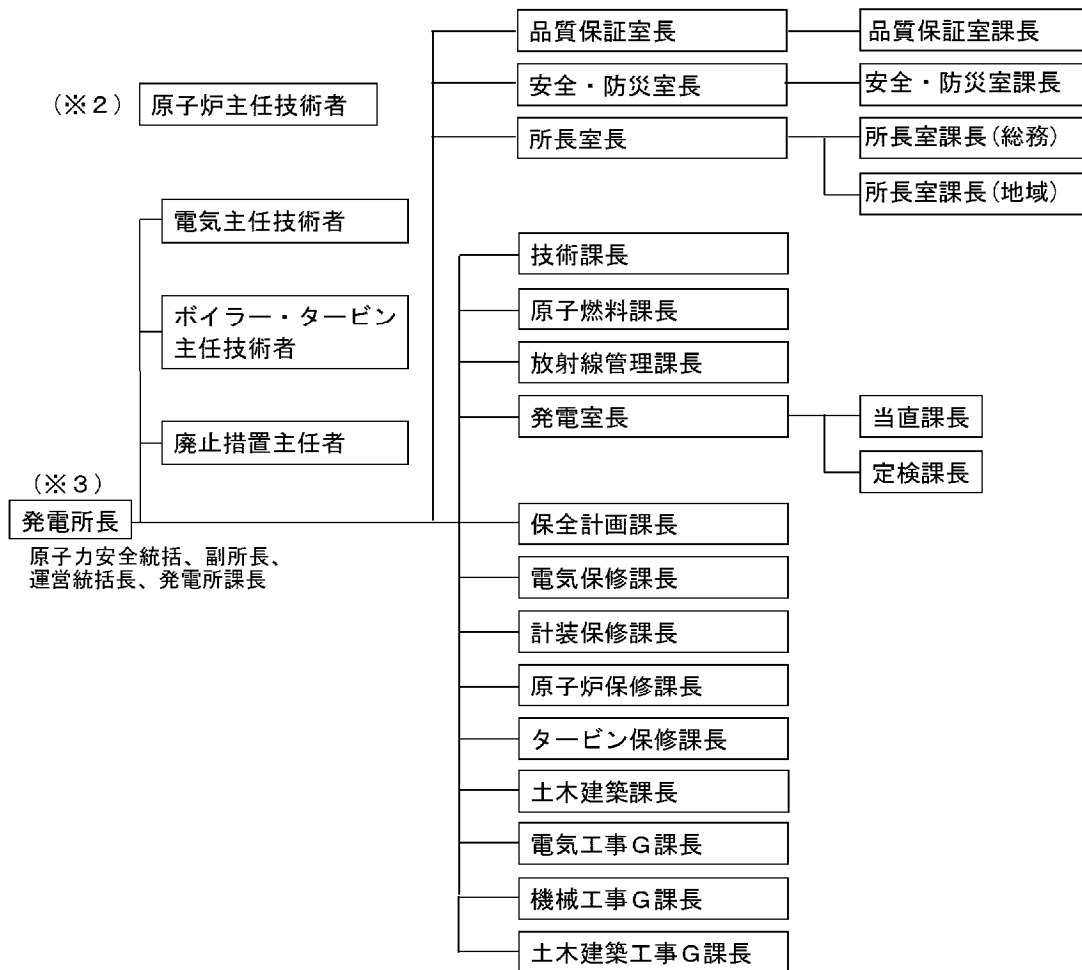 品質保証室長
品質保証室課長
安全・防災室長
安全・防災室課長
(※2)
原子炉主任技術者
所長室長
所長室課長(総務)
所長室課長(地域)
電気主任技術者
技術課長
ボイラー・タービン
主任技術者
原子燃料課長
放射線管理課長
発電室長
当直課長
廃止措置主任者
定検課長
(※3)
発電所長
原子力安全統括、副所長、
運営統括長、発電所課長
保全計画課長
電気保修課長
計装保修課長
原子炉保修課長
タービン保修課長
土木建築課長
電気工事G課長
機械工事G課長
土木建築工事G課長